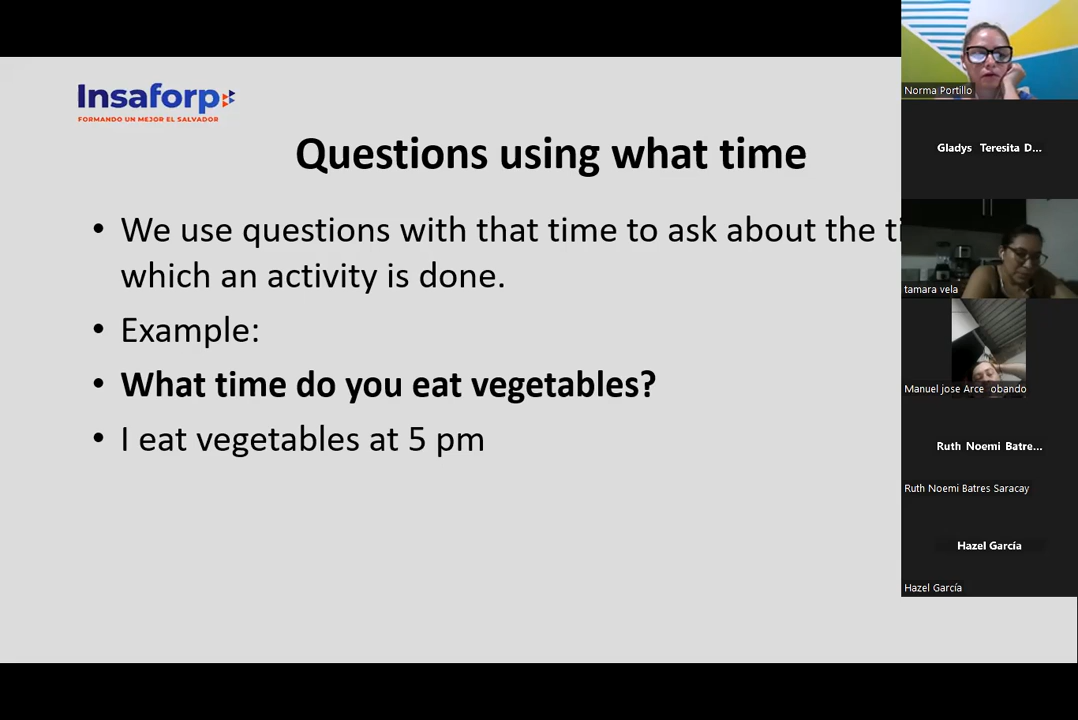 Insaforp
FORMANDO UN MEJOR EL SALVADOR
Questions using what time
• We use questions with that time to ask about the
which an activity is done.
• Example:
• What time do you eat vegetables?
• I eat vegetables at 5 pm
Norma Portillo
Gladys Teresita D...
tamara vela
Manuel jose Arce obando
Ruth Noemi Batre...
Ruth Noemi Batres Saracay
Hazel García
Hazel García